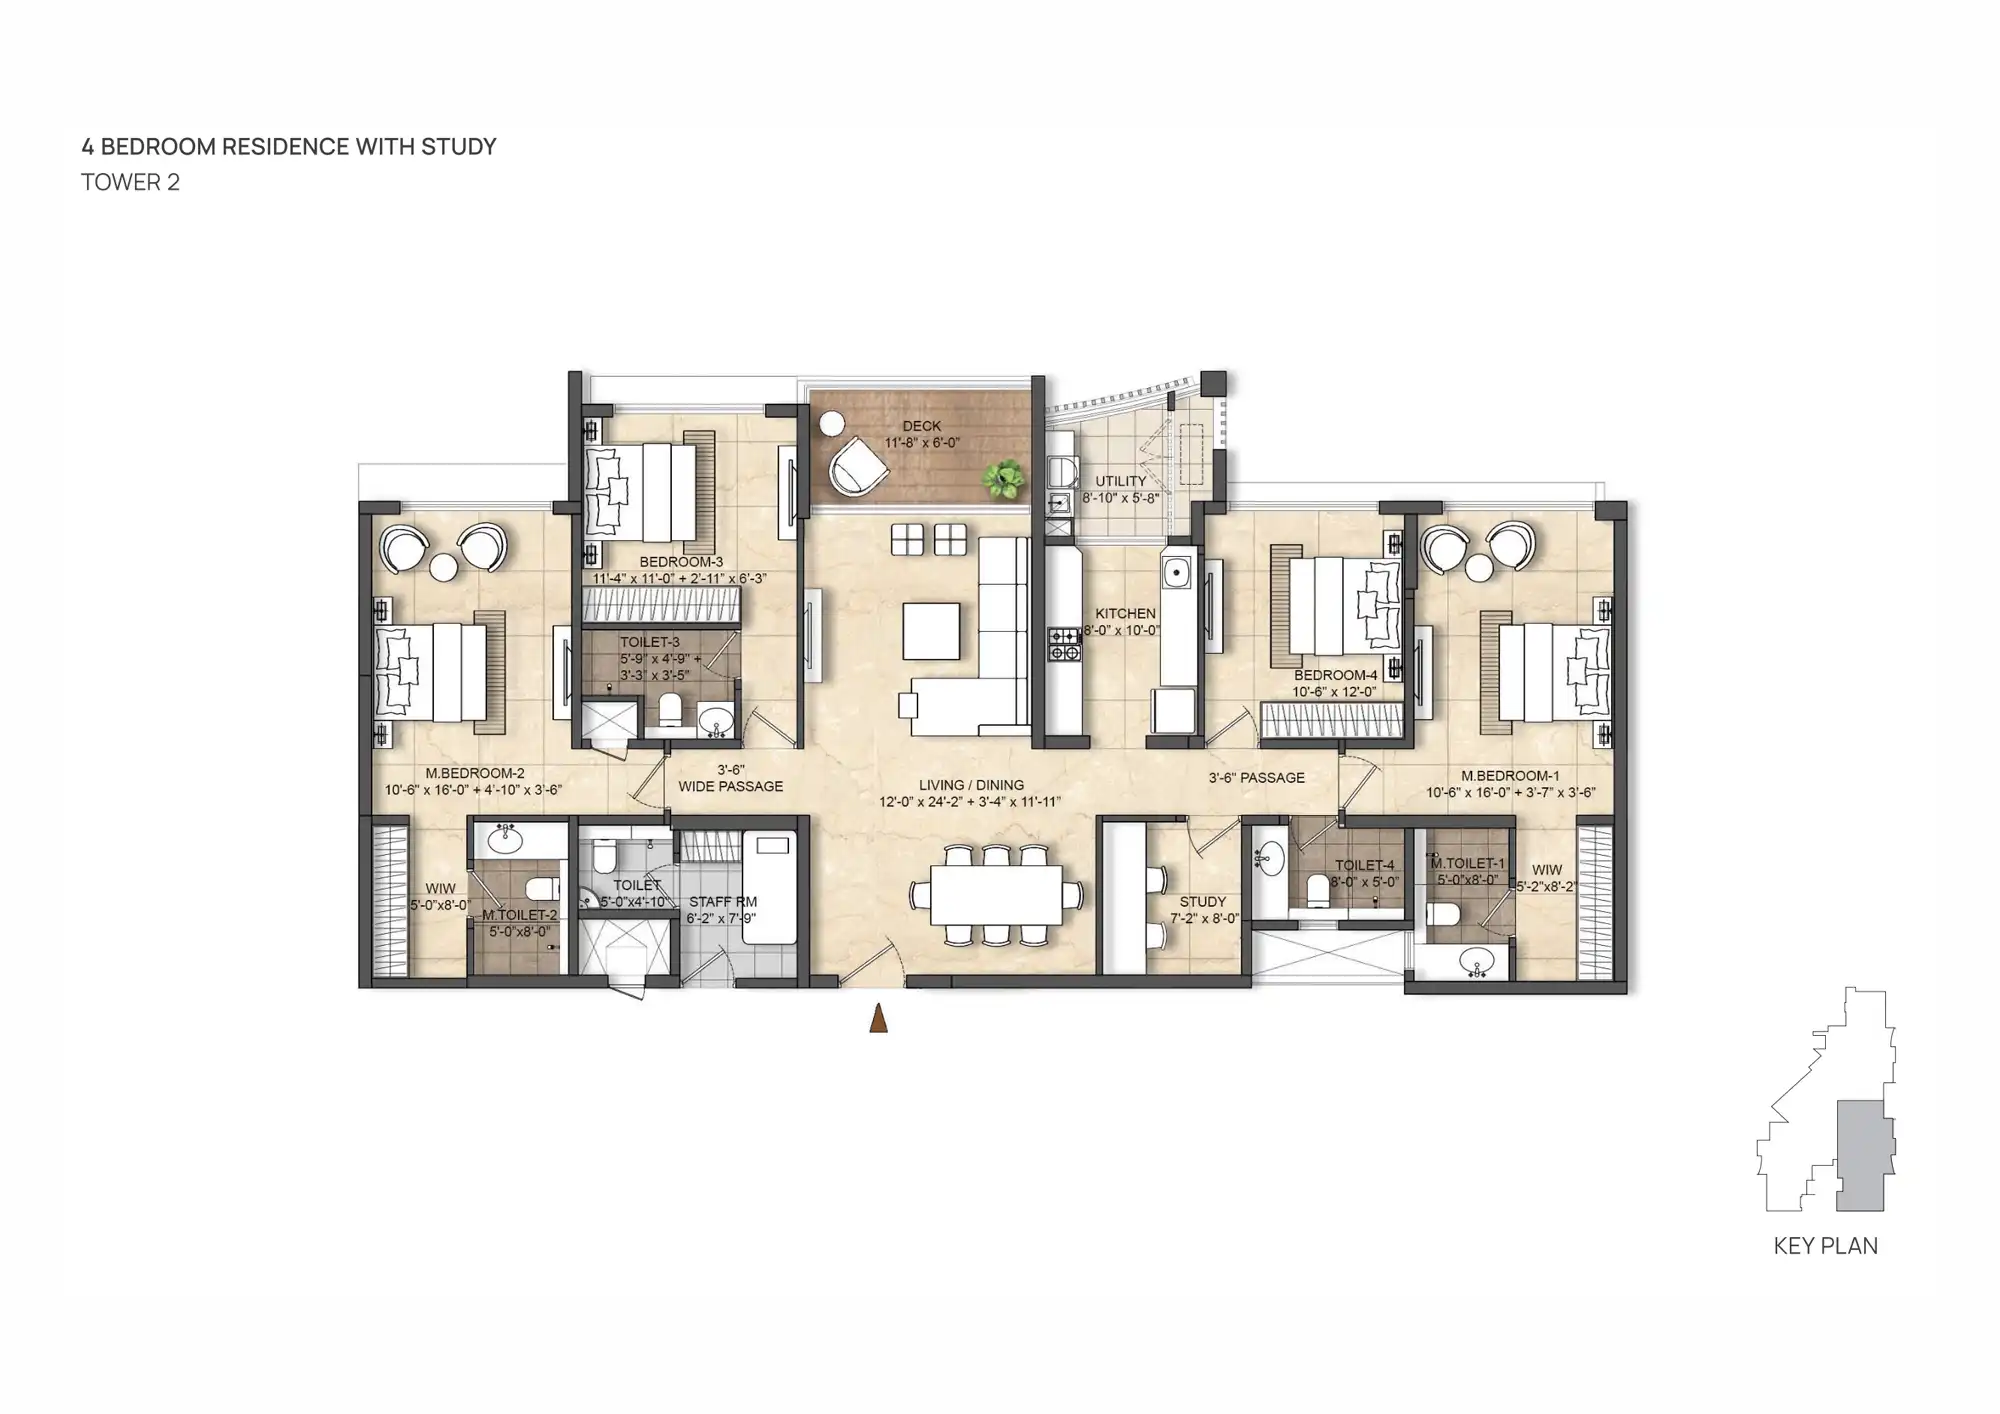 4 BEDROOM RESIDENCE WITH STUDY
TOWER 2
DECK
11'-8" x 6'-0"
UTILITY
8'-10" x 5'-8"
BEDROOM-3
11'-4" x 11'-0" + 2'-11" x 6'-3"
KITCHEN
8'-0" x 10'-0"
TOILET-3
5'-9" x 4'-9" +
3'-3" x 3'-5"
BEDROOM-4
10'-6" x 12'-0"
M.BEDROOM-2
10'-6" x 16'-0" + 4'-10" x 3'-6"
3'-6"
WIDE PASSAGE
LIVING / DINING
12'-0" x 24'-2" + 3'-4" x 11'-11"
3'-6" PASSAGE
M.BEDROOM-1
10'-6" x 16'-0" + 3'-7" x 3'-6"
WIW
5'-0"x8'-0"
M.TOILET-2
5'-0"x8'-0"
TOILET
5'-0"x4'-10"
STAFF RM
6'-2" x 7'-9"
STUDY
7'-2" x 8'-0"
TOILET-4
8'-0" x 5'-0"
M.TOILET-1
5'-0"x8'-0"
WIW
5'-2"x8'-2"
KEY PLAN